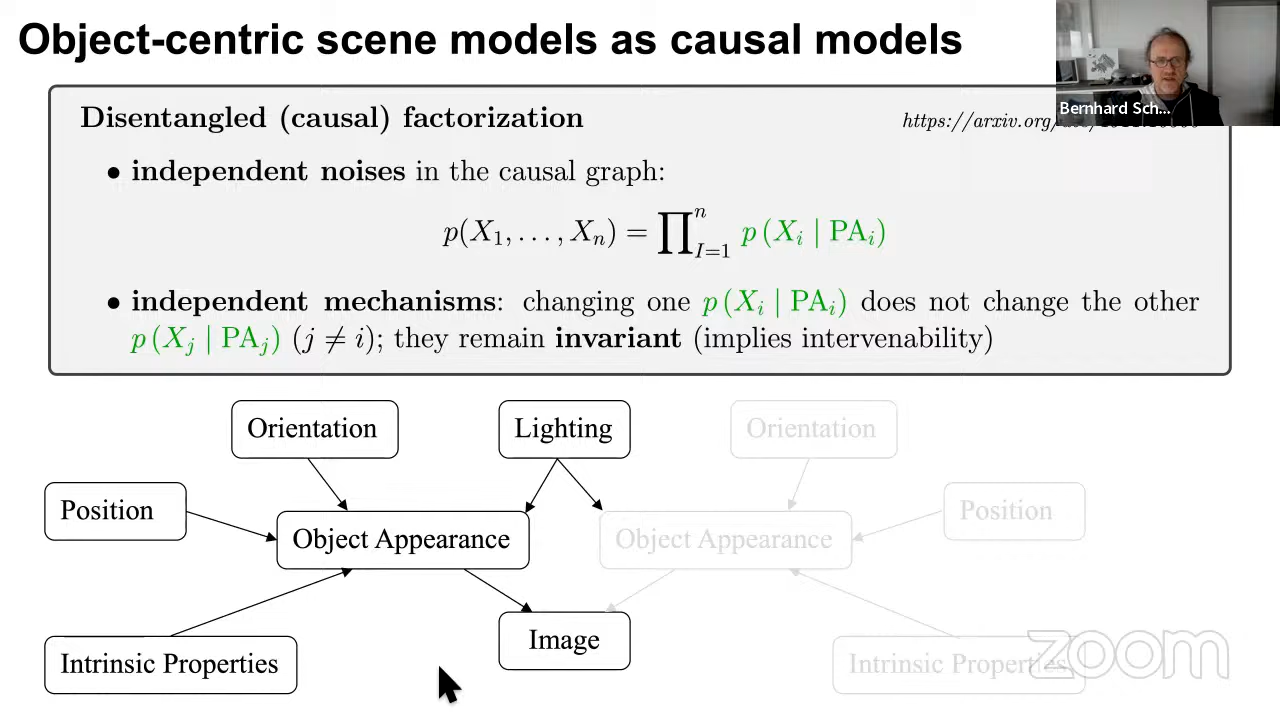 Object-centric scene models as causal models
Bernhard Sch...
Disentangled (causal) factorization
https://arxiv.org/
• independent noises in the causal graph:
p(X₁, . . . , Xₙ) = ∏ⁿ_{I=1} p (Xᵢ | PAᵢ)
• independent mechanisms: changing one p (Xᵢ | PAᵢ) does not change the other
p (Xⱼ | PAⱼ) (j ≠ i); they remain invariant (implies intervenability)
Orientation
Lighting
Orientation
Position
Position
Object Appearance
Object Appearance
Image
Intrinsic Properties
Intrinsic Properties
zoom